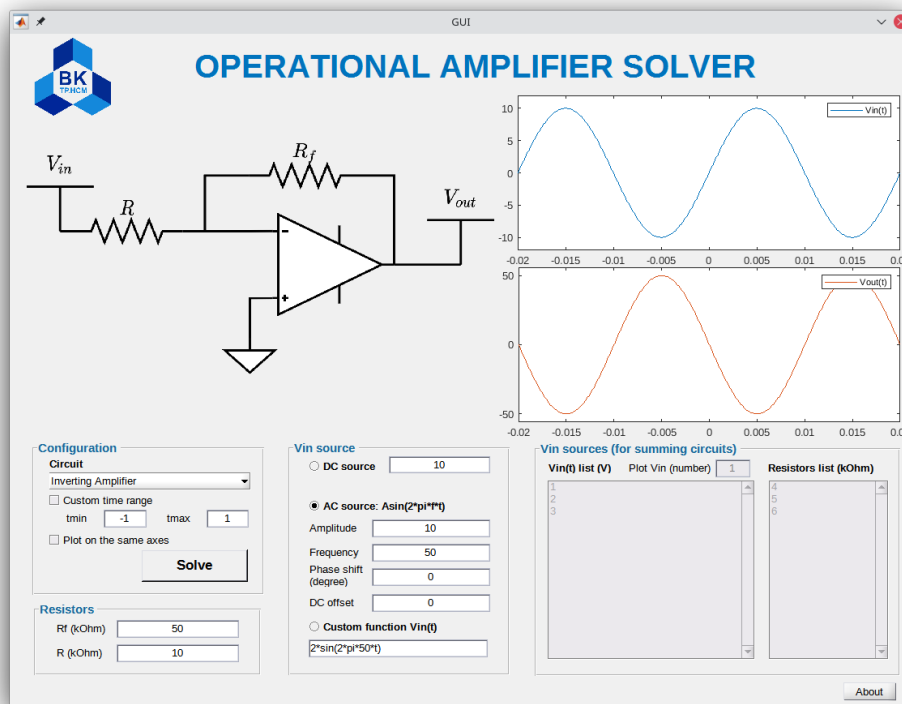 GUI
BK
TP.HCM
OPERATIONAL AMPLIFIER SOLVER
V_in
R
R_f
-
+
V_out
10
5
0
-5
-10
Vin(t)
-0.02 -0.015 -0.01 -0.005 0 0.005 0.01 0.015 0.0
50
0
-50
Vout(t)
-0.02 -0.015 -0.01 -0.005 0 0.005 0.01 0.015 0.0
Configuration
Circuit
Inverting Amplifier
Custom time range
tmin -1 tmax 1
Plot on the same axes
Solve
Resistors
Rf (kOhm) 50
R (kOhm) 10
Vin source
DC source 10
AC source: Asin(2*pi*f*t)
Amplitude 10
Frequency 50
Phase shift
(degree) 0
DC offset 0
Custom function Vin(t)
2*sin(2*pi*50*t)
Vin sources (for summing circuits)
Vin(t) list (V) Plot Vin (number) 1 Resistors list (kOhm)
1
2
3
4
5
6
About